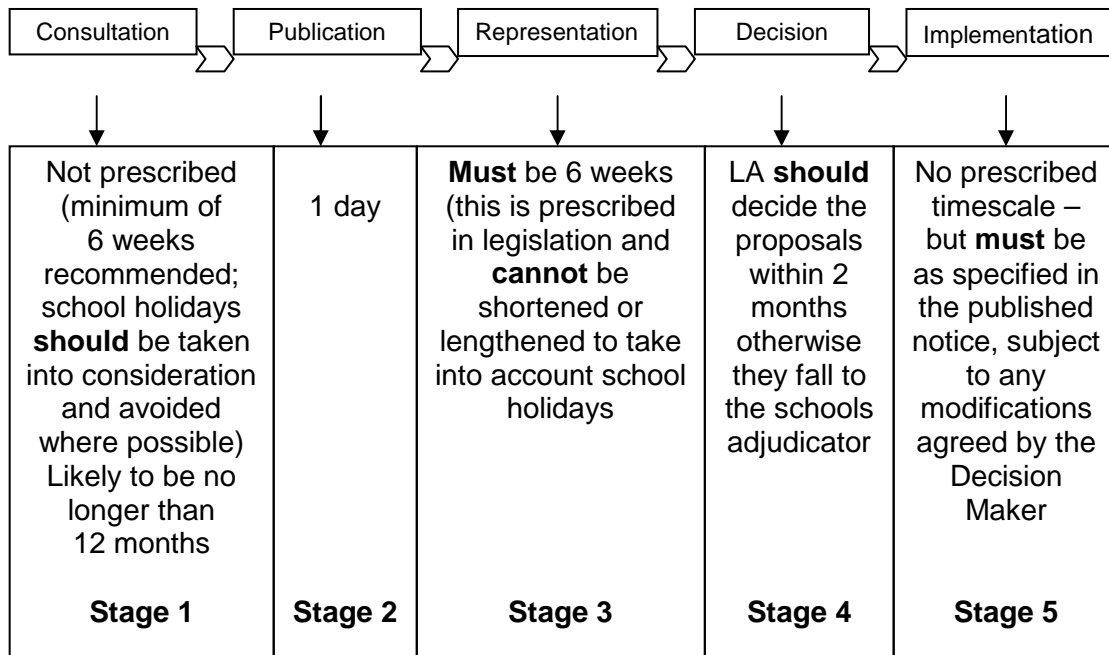 Consultation
Publication
Representation
Decision
Implementation
Not prescribed
(minimum of
6 weeks
recommended;
school holidays
should be taken
into consideration
and avoided
where possible)
Likely to be no
longer than
12 months
Stage 1
1 day
Stage 2
Must be 6 weeks
(this is prescribed
in legislation and
cannot be
shortened or
lengthened to take
into account school
holidays
Stage 3
LA should
decide the
proposals
within 2
months
otherwise
they fall to
the schools
adjudicator
Stage 4
No prescribed
timescale –
but must be
as specified in
the published
notice, subject
to any
modifications
agreed by the
Decision
Maker
Stage 5